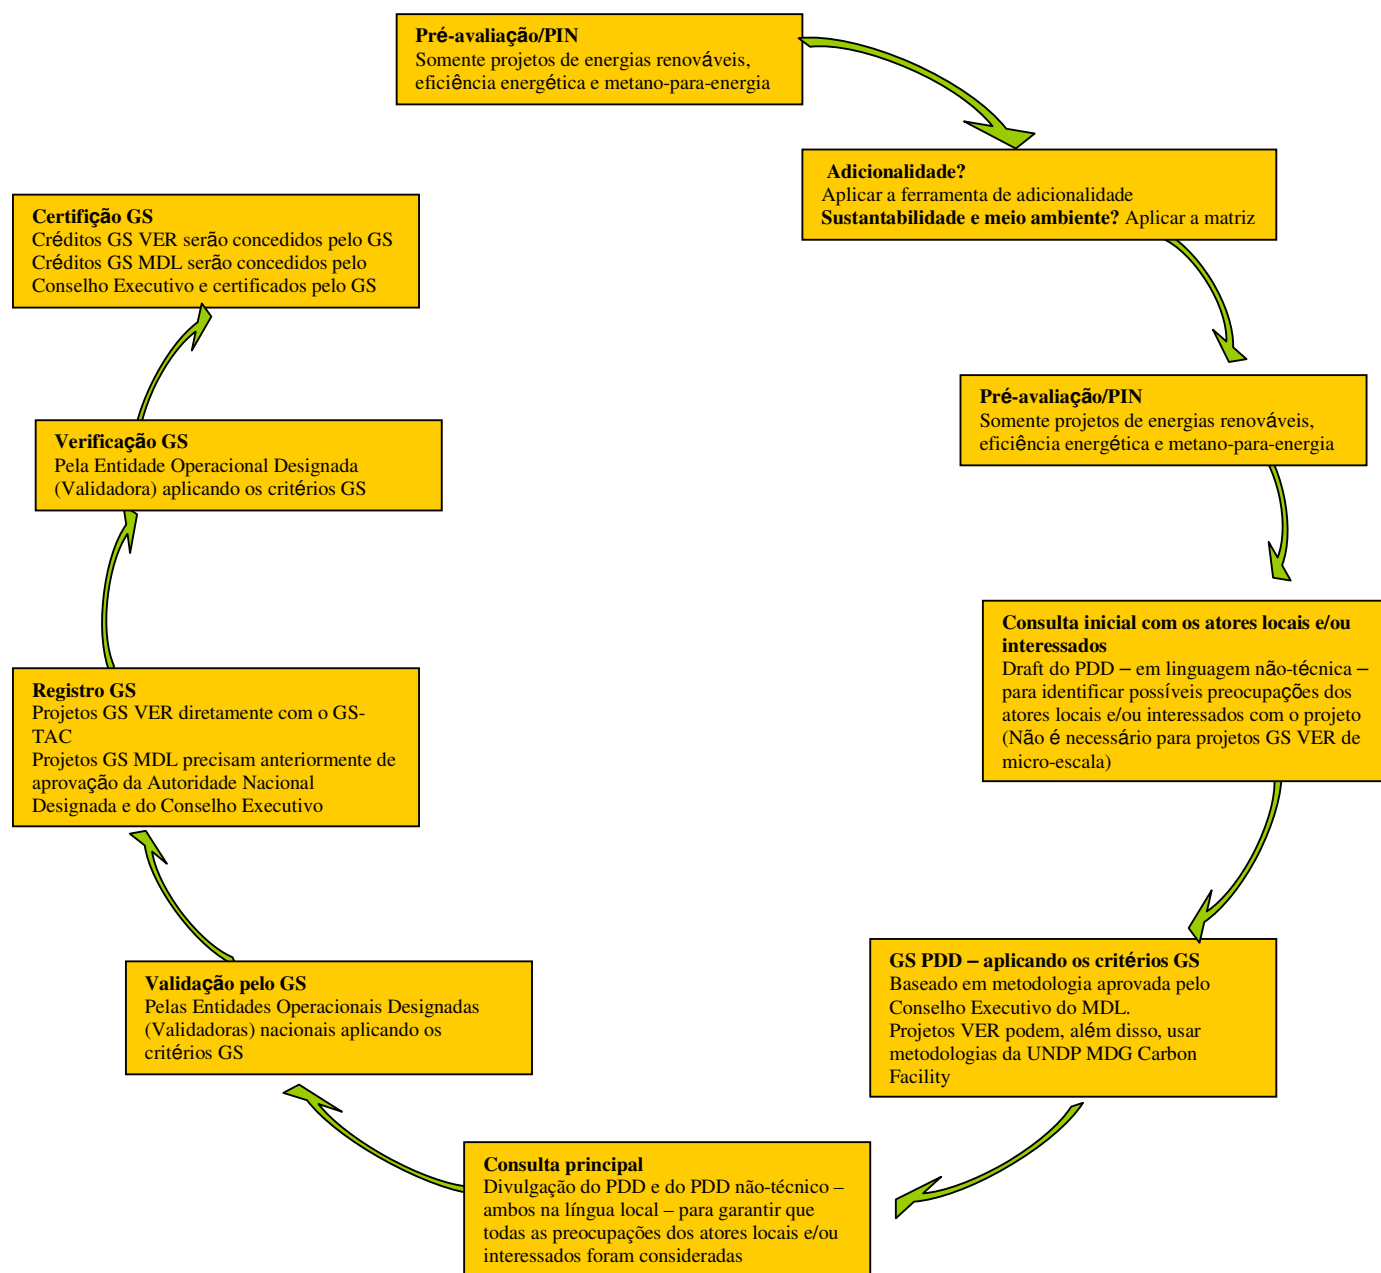 Pré-avaliação/PIN
Somente projetos de energias renováveis,
eficiência energética e metano-para-energia
Adicionalidade?
Aplicar a ferramenta de adicionalidade
Sustantabilidade e meio ambiente? Aplicar a matriz
Pré-avaliação/PIN
Somente projetos de energias renováveis,
eficiência energética e metano-para-energia
Consulta inicial com os atores locais e/ou
interessados
Draft do PDD – em linguagem não-técnica –
para identificar possíveis preocupações dos
atores locais e/ou interessados com o projeto
(Não é necessário para projetos GS VER de
micro-escala)
GS PDD – aplicando os critérios GS
Baseado em metodologia aprovada pelo
Conselho Executivo do MDL.
Projetos VER podem, além disso, usar
metodologias da UNDP MDG Carbon
Facility
Consulta principal
Divulgação do PDD e do PDD não-técnico –
ambos na língua local – para garantir que
todas as preocupações dos atores locais e/ou
interessados foram consideradas
Validação pelo GS
Pelas Entidades Operacionais Designadas
(Validadoras) nacionais aplicando os
critérios GS
Registro GS
Projetos GS VER diretamente com o GS-
TAC
Projetos GS MDL precisam anteriormente de
aprovação da Autoridade Nacional
Designada e do Conselho Executivo
Verificação GS
Pela Entidade Operacional Designada
(Validadora) aplicando os critérios GS
Certifição GS
Créditos GS VER serão concedidos pelo GS
Créditos GS MDL serão concedidos pelo
Conselho Executivo e certificados pelo GS